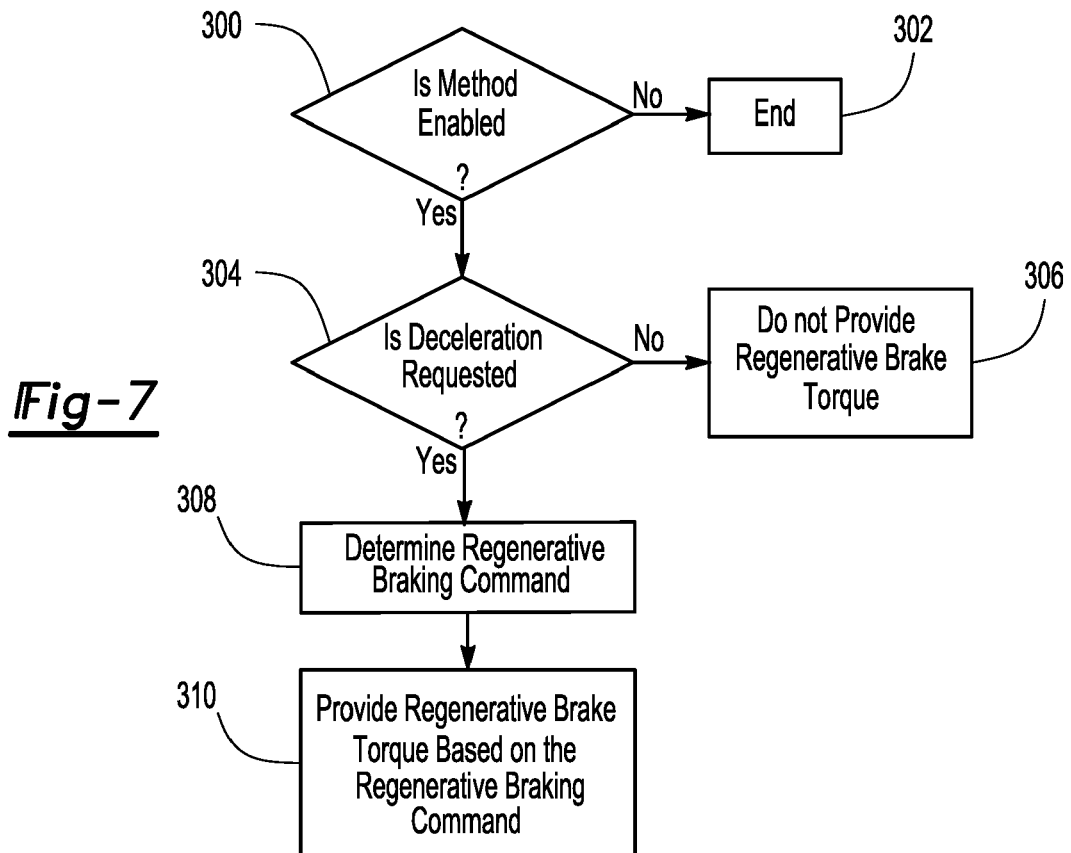 300
Is Method
Enabled
?
No
End
302
Yes
304
Is Deceleration
Requested
?
No
Do not Provide
Regenerative Brake
Torque
306
Fig-7
Yes
308
Determine Regenerative
Braking Command
310
Provide Regenerative Brake
Torque Based on the
Regenerative Braking
Command